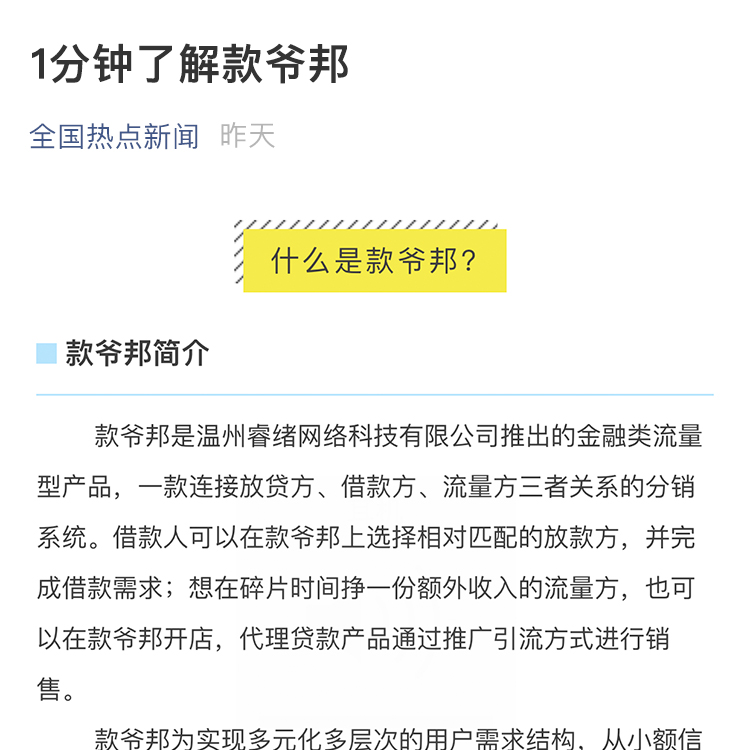 1分钟了解款爷邦
全国热点新闻 昨天
什么是款爷邦?
款爷邦简介
款爷邦是温州睿绪网络科技有限公司推出的金融类流量
型产品，一款连接放贷方、借款方、流量方三者关系的分销
系统。借款人可以在款爷邦上选择相对匹配的放款方，并完
成借款需求；想在碎片时间挣一份额外收入的流量方，也可
以在款爷邦开店，代理贷款产品通过推广引流方式进行销
售。
款爷邦为实现多元化多层次的用户需求结构，从小额信